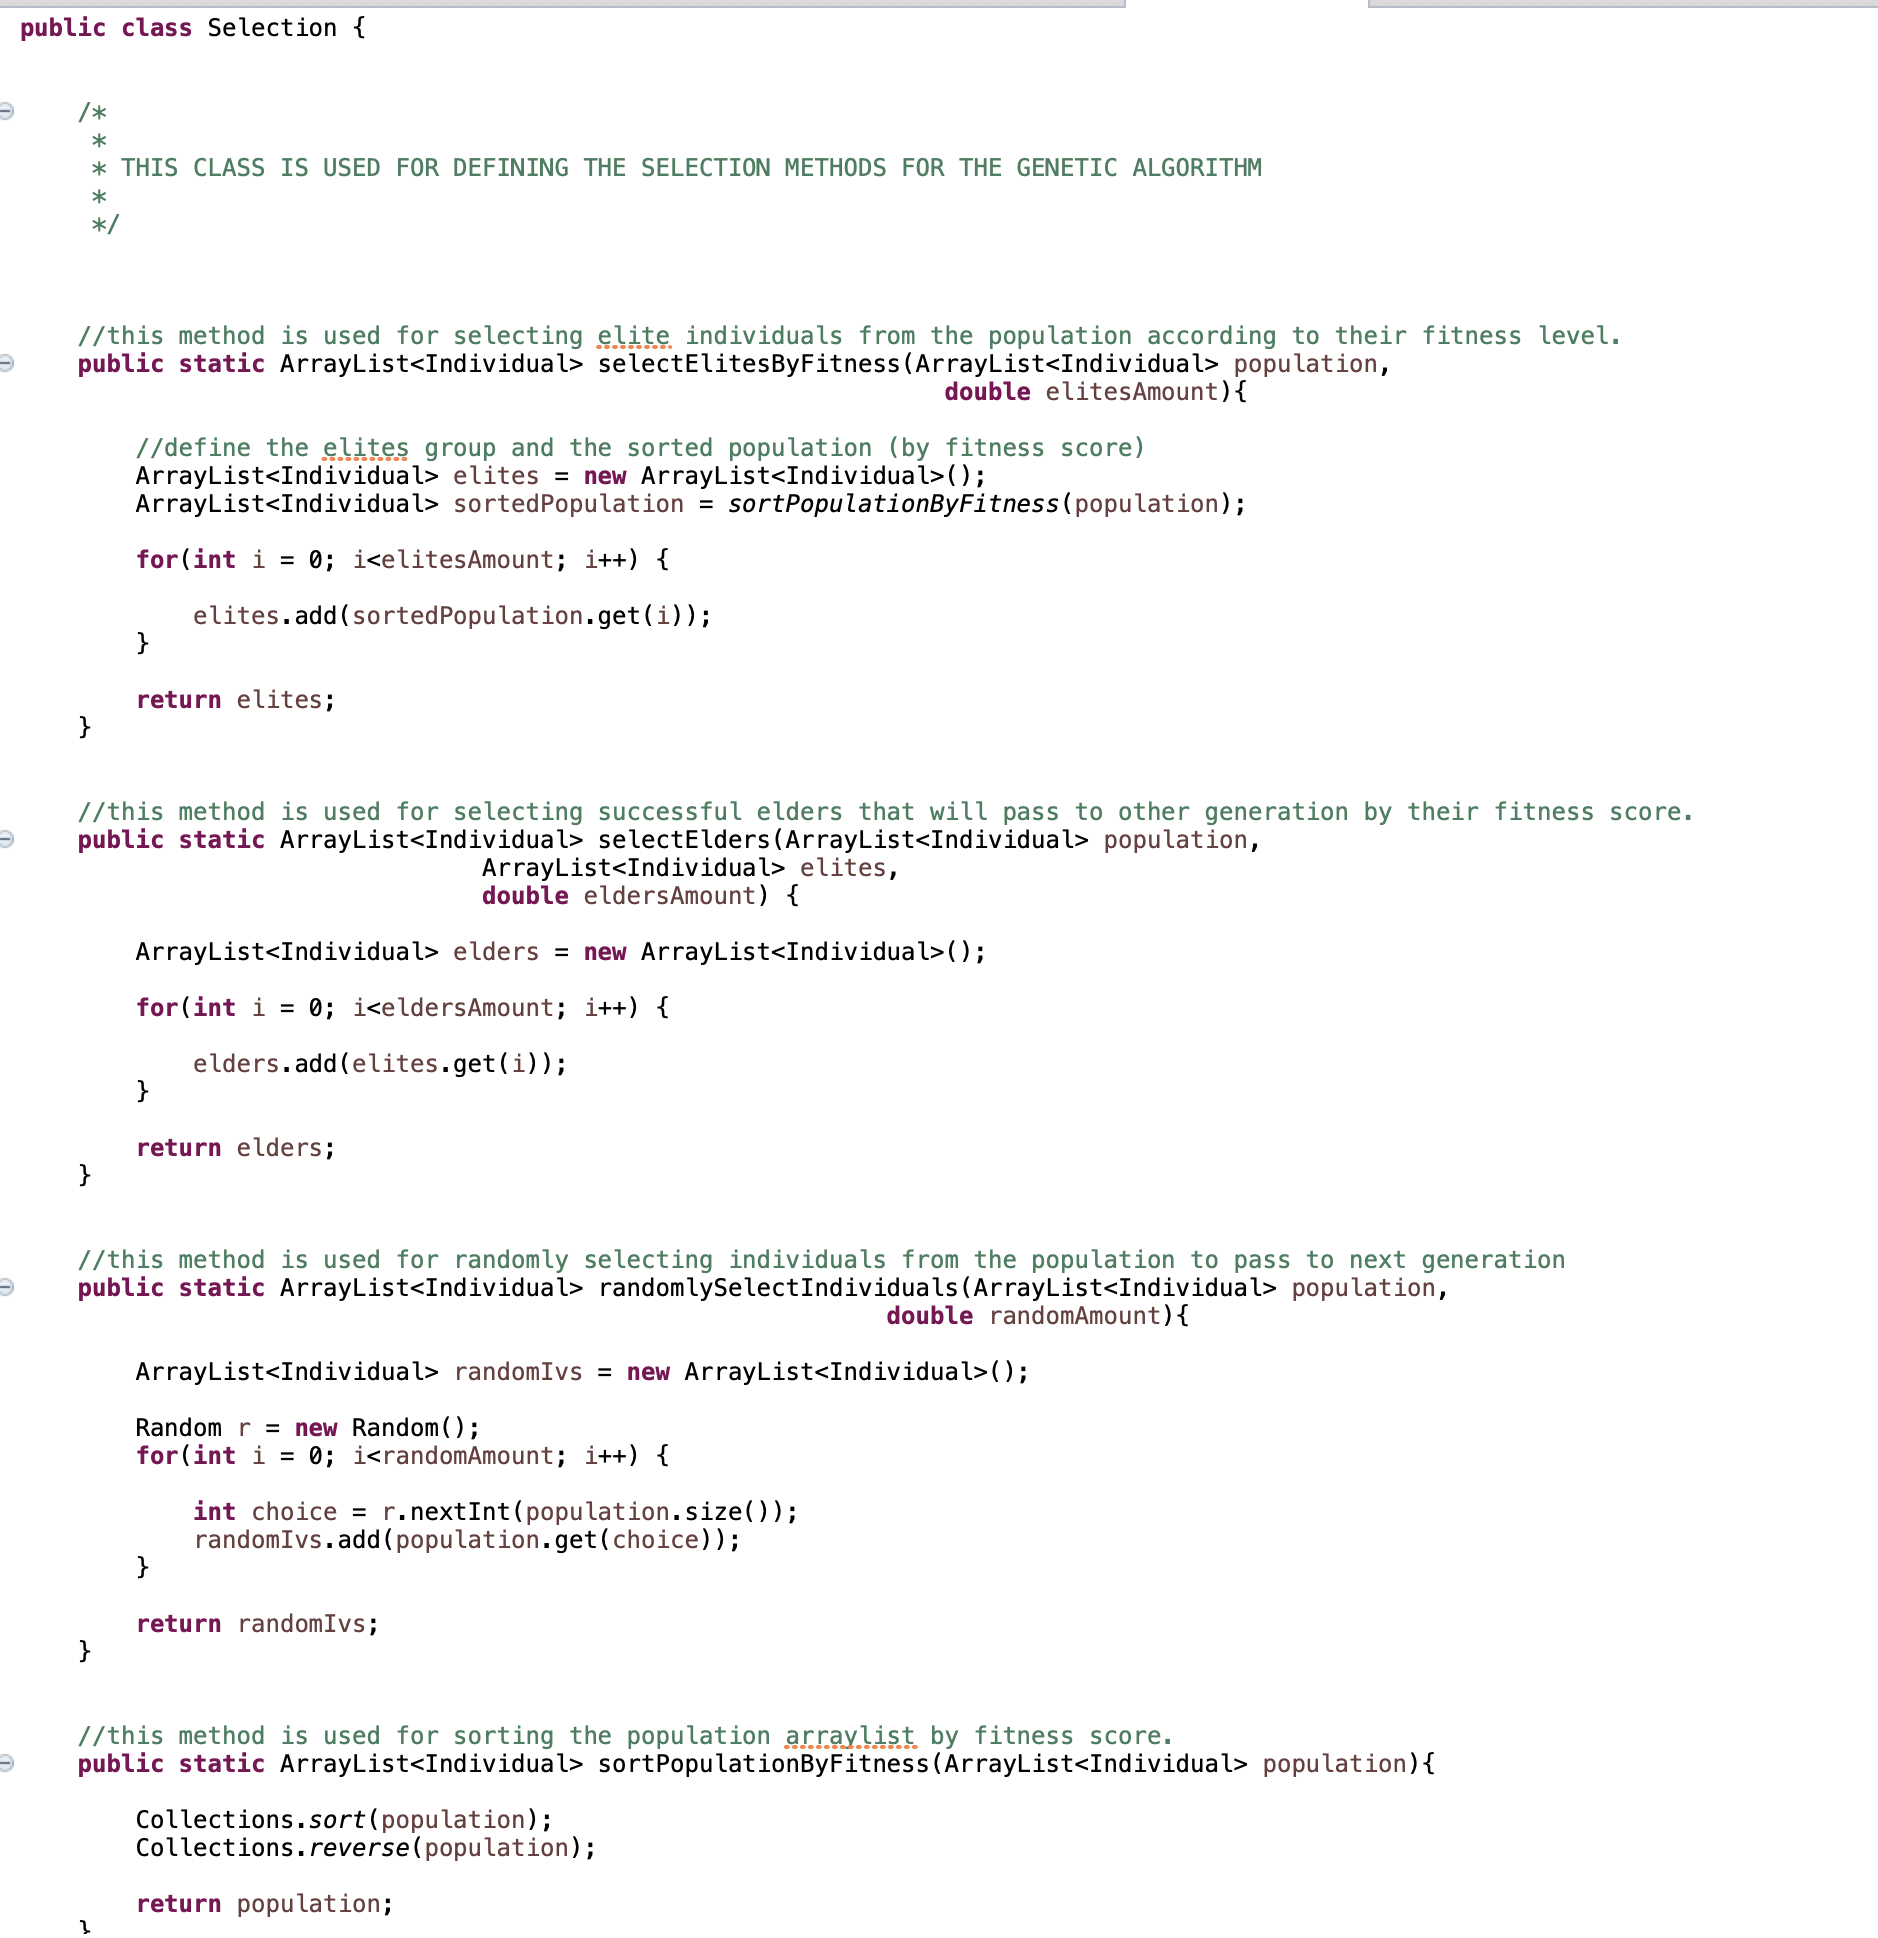 public class Selection {
/*
*
* THIS CLASS IS USED FOR DEFINING THE SELECTION METHODS FOR THE GENETIC ALGORITHM
*
*/
//this method is used for selecting elite individuals from the population according to their fitness level.
public static ArrayList<Individual> selectElitesByFitness(ArrayList<Individual> population,
double elitesAmount){
//define the elites group and the sorted population (by fitness score)
ArrayList<Individual> elites = new ArrayList<Individual>();
ArrayList<Individual> sortedPopulation = sortPopulationByFitness(population);
for(int i = 0; i<elitesAmount; i++) {
elites.add(sortedPopulation.get(i));
}
return elites;
}
//this method is used for selecting successful elders that will pass to other generation by their fitness score.
public static ArrayList<Individual> selectElders(ArrayList<Individual> population,
ArrayList<Individual> elites,
double eldersAmount) {
ArrayList<Individual> elders = new ArrayList<Individual>();
for(int i = 0; i<eldersAmount; i++) {
elders.add(elites.get(i));
}
return elders;
}
//this method is used for randomly selecting individuals from the population to pass to next generation
public static ArrayList<Individual> randomlySelectIndividuals(ArrayList<Individual> population,
double randomAmount){
ArrayList<Individual> randomIvs = new ArrayList<Individual>();
Random r = new Random();
for(int i = 0; i<randomAmount; i++) {
int choice = r.nextInt(population.size());
randomIvs.add(population.get(choice));
}
return randomIvs;
}
//this method is used for sorting the population arraylist by fitness score.
public static ArrayList<Individual> sortPopulationByFitness(ArrayList<Individual> population){
Collections.sort(population);
Collections.reverse(population);
return population;
}